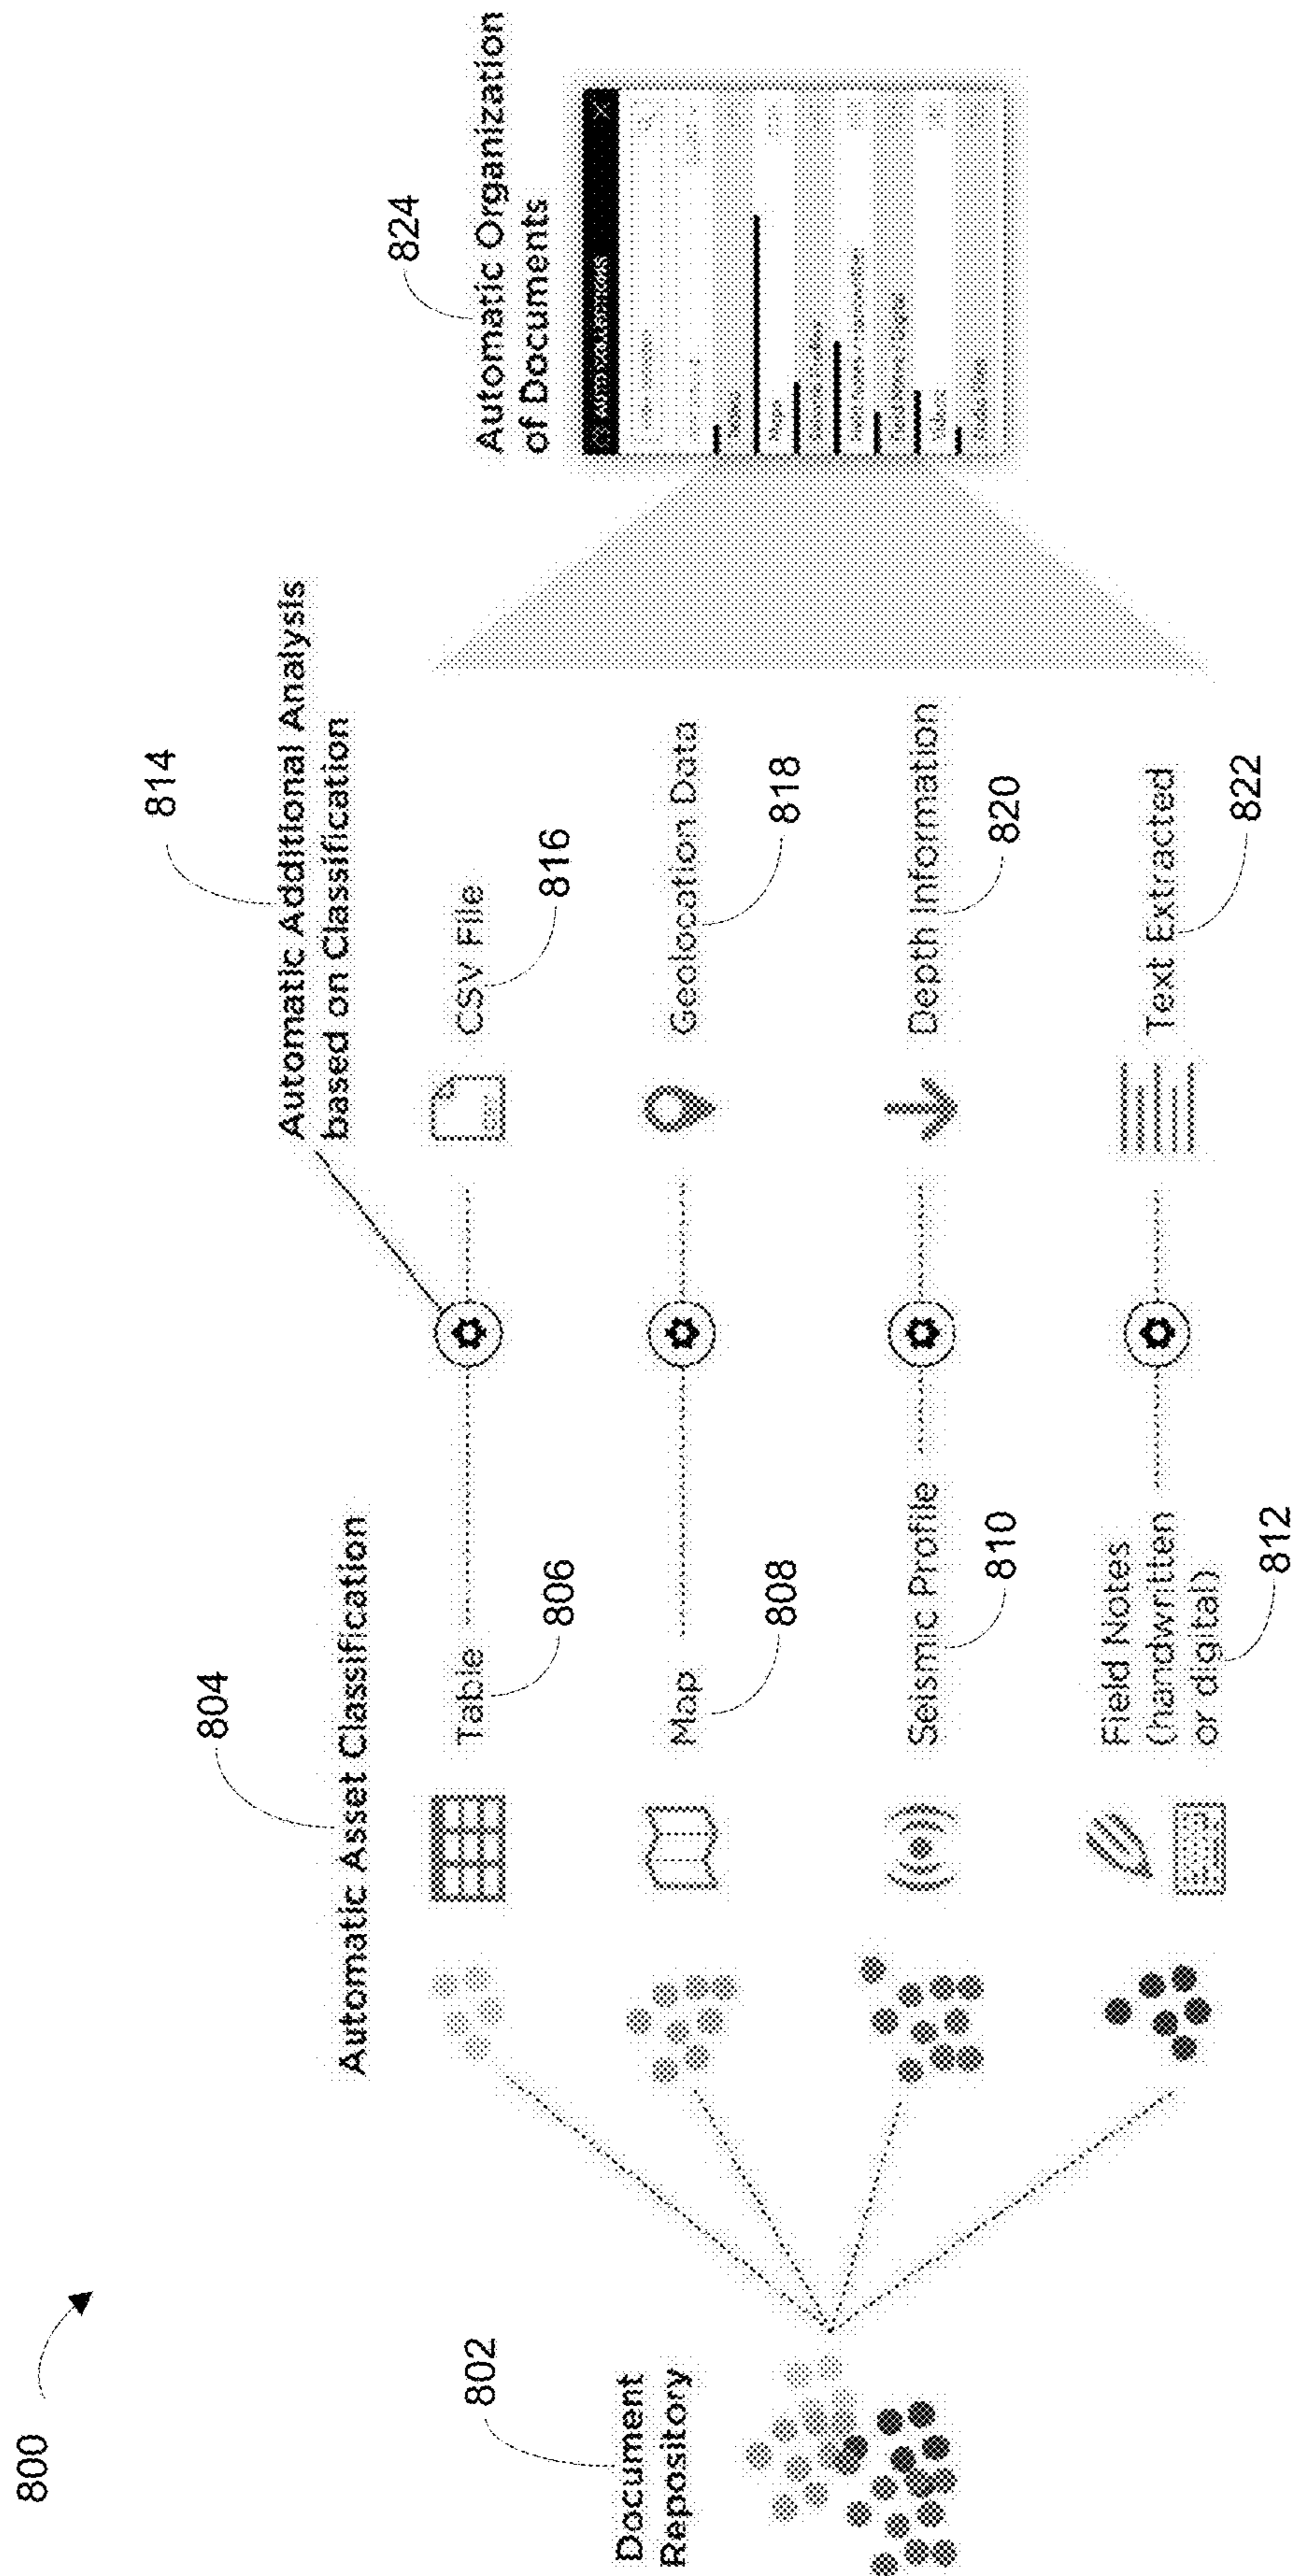 800
802
Document
Repository
804
Automatic Asset Classification
Table
806
Map
808
Seismic Profile
810
Field Notes
(handwritten
or digital)
812
814
Automatic Additional Analysis
based on Classification
CSV File
816
Geolocation Data
818
Depth Information
820
Text Extracted
822
824
Automatic Organization
of Documents